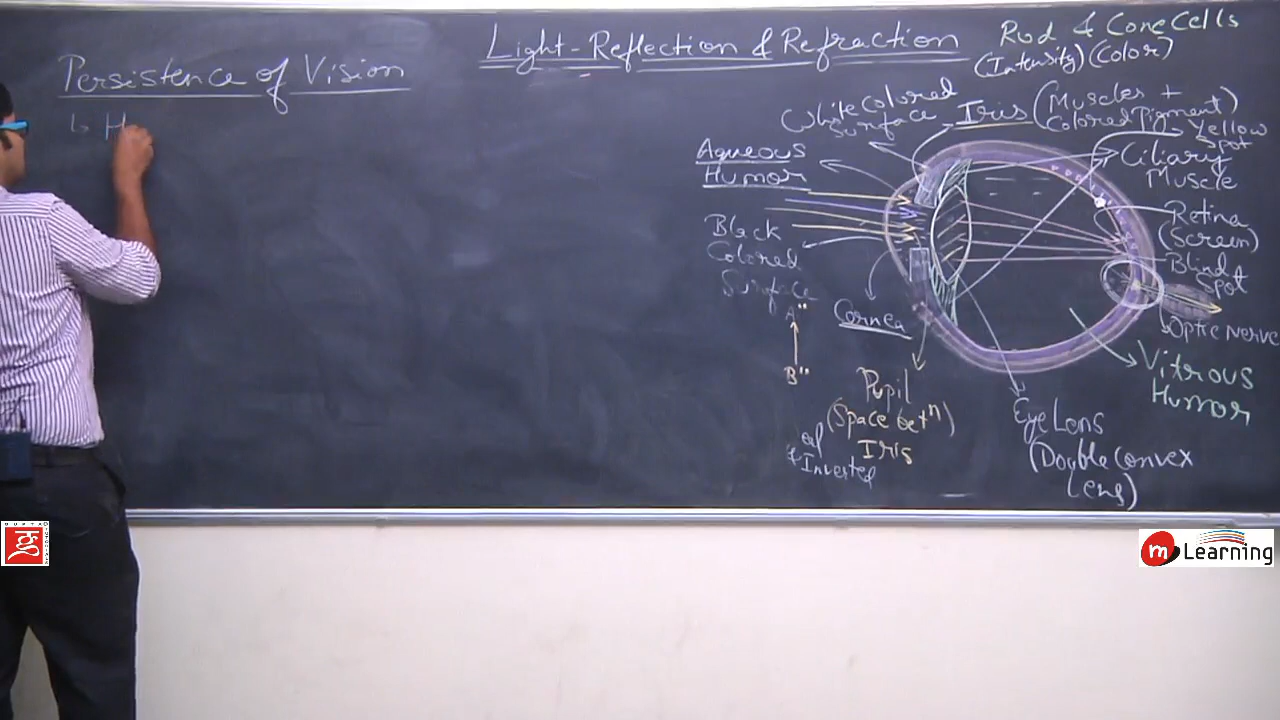 Persistence of Vision
↳ H
Light-Reflection & Refraction
Rod & Cone Cells
(Intensity) (Color)
White Colored
Surface
Iris (Muscles +
Colored Pigment)
Yellow
Spot
Ciliary
Muscle
Aqueous
Humor
Retina
(Screen)
Black
Colored
Surface
Blind
Spot
A"
B"
Cornea
Optic Nerve
Vitrous
Humor
Pupil
(Space betⁿ)
Iris
& Inverted
Eye Lens
(Double Convex
Lens)
m Learning